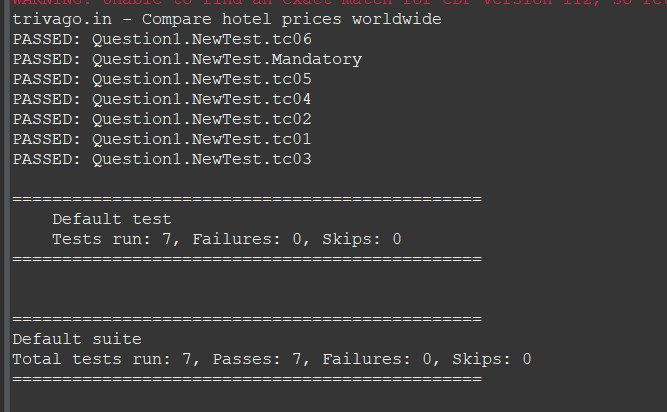 WARNING: Unable to find an exact match for CDP version 112, so
trivago.in - Compare hotel prices worldwide
PASSED: Question1.NewTest.tc06
PASSED: Question1.NewTest.Mandatory
PASSED: Question1.NewTest.tc05
PASSED: Question1.NewTest.tc04
PASSED: Question1.NewTest.tc02
PASSED: Question1.NewTest.tc01
PASSED: Question1.NewTest.tc03
===============================================
Default test
Tests run: 7, Failures: 0, Skips: 0
===============================================
===============================================
Default suite
Total tests run: 7, Passes: 7, Failures: 0, Skips: 0
===============================================